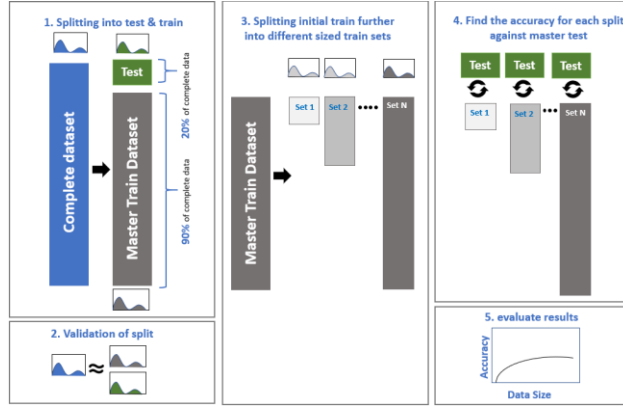 1. Splitting into test & train
Complete dataset
Test
Master Train Dataset
20% of complete data
90% of complete data
2. Validation of split
≈
3. Splitting initial train further
into different sized train sets
Master Train Dataset
Set 1
Set 2
Set N
4. Find the accuracy for each split
against master test
Test
Test
Test
Set 1
Set 2
Set N
5. evaluate results
Accuracy
Data Size